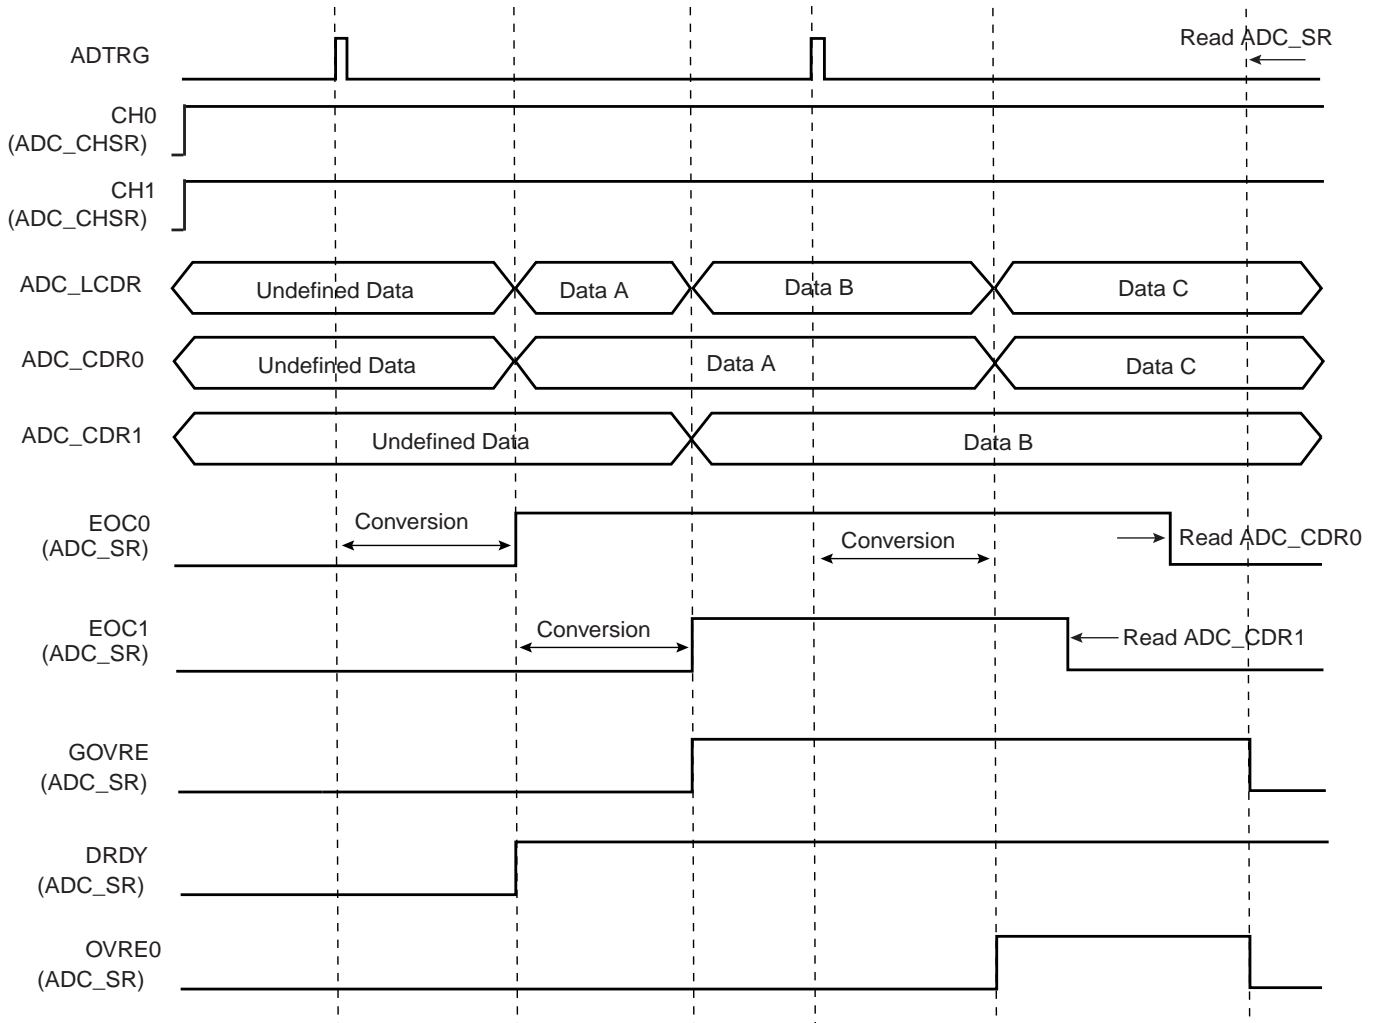 Read ADC_SR
ADTRG
CH0
(ADC_CHSR)
CH1
(ADC_CHSR)
ADC_LCDR
Undefined Data
Data A
Data B
Data C
ADC_CDR0
Undefined Data
Data A
Data C
ADC_CDR1
Undefined Data
Data B
EOC0
(ADC_SR)
Conversion
Conversion
Read ADC_CDR0
EOC1
(ADC_SR)
Conversion
Read ADC_CDR1
GOVRE
(ADC_SR)
DRDY
(ADC_SR)
OVRE0
(ADC_SR)